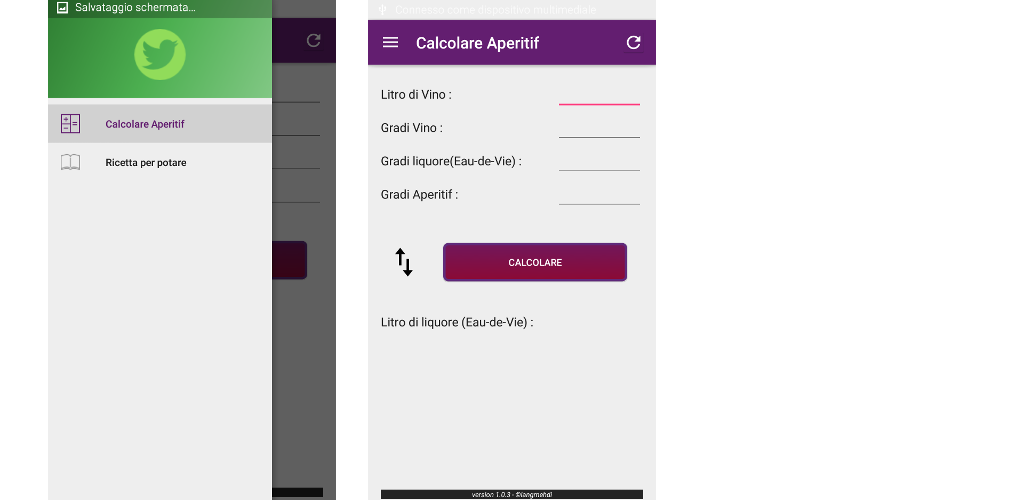 Salvataggio schermata...
Calcolare Aperitif
Ricetta per potare
Connesso come dispositivo multimediale
Calcolare Aperitif
Litro di Vino :
Gradi Vino :
Gradi liquore(Eau-de-Vie) :
Gradi Aperitif :
CALCOLARE
Litro di liquore (Eau-de-Vie) :
version 1.0.3 - ©langmehdi